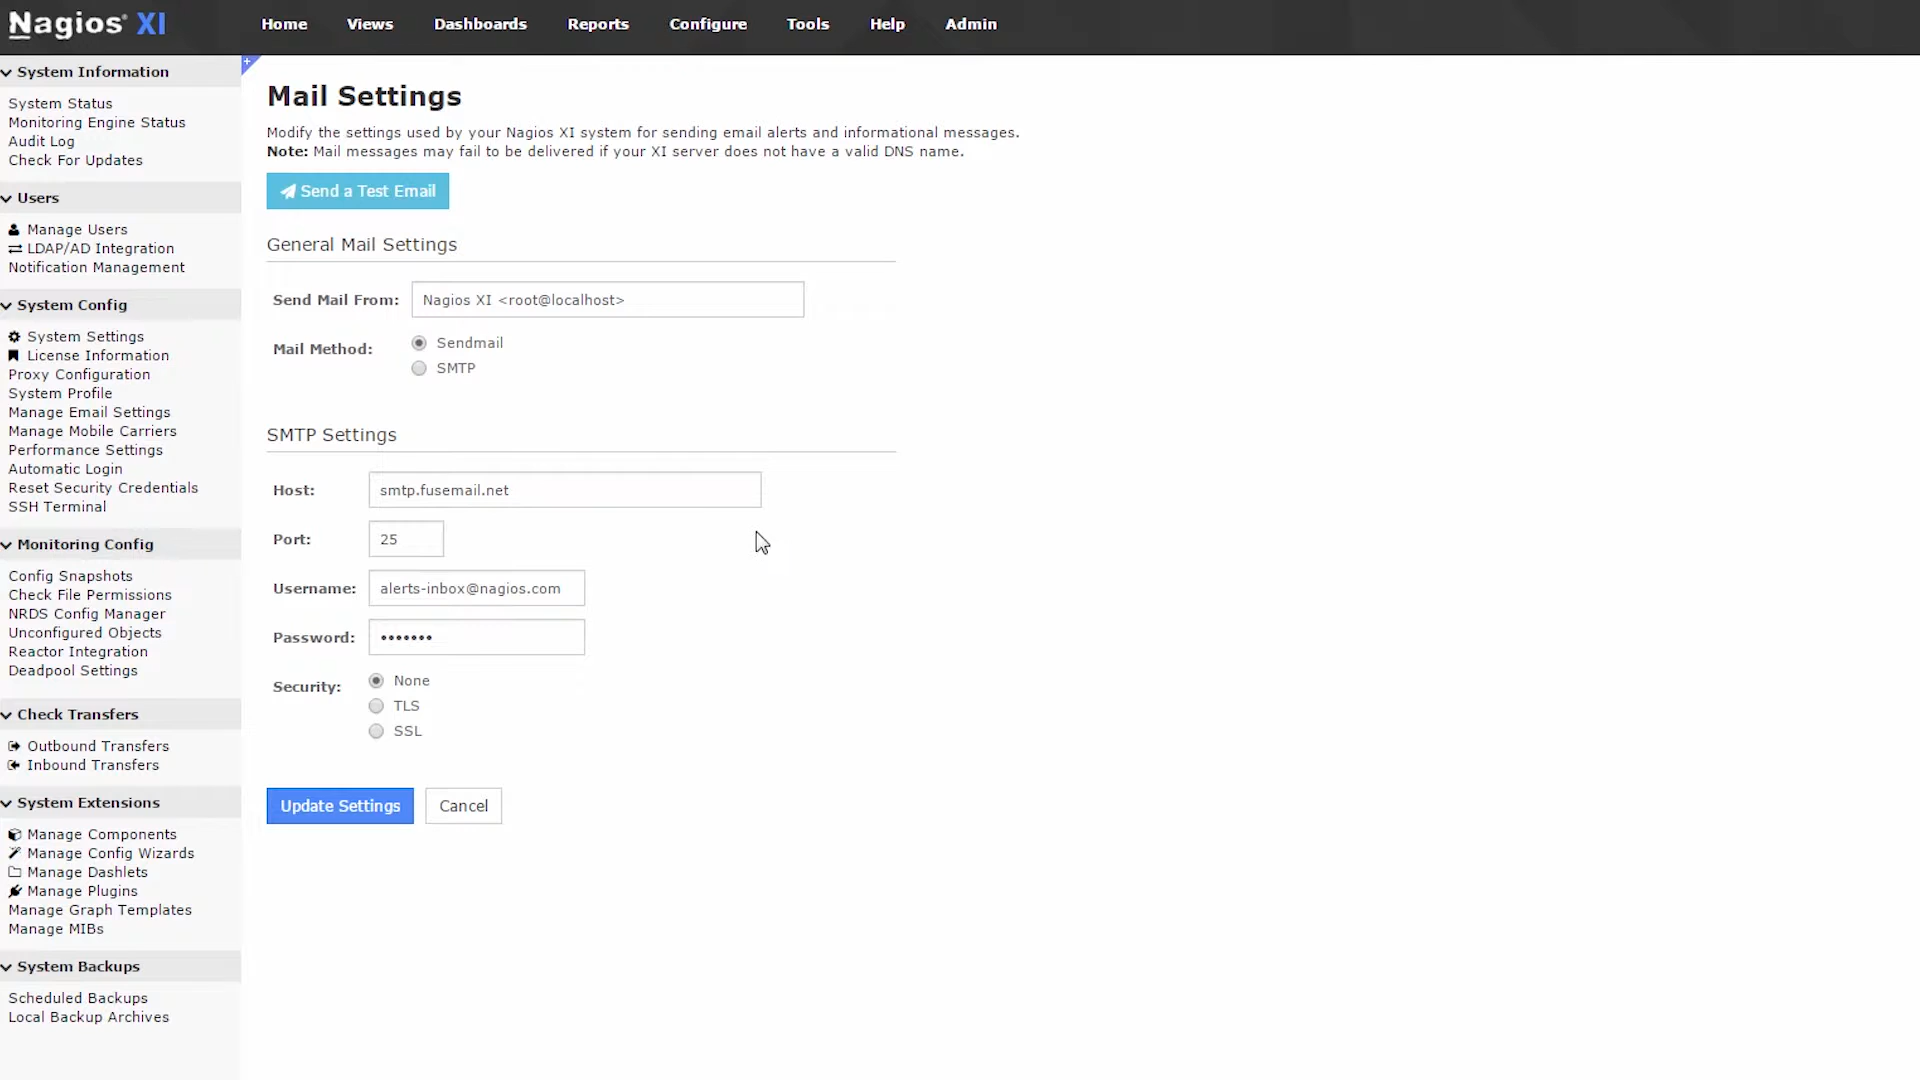 Nagios® XI
Home Views Dashboards Reports Configure Tools Help Admin
System Information
System Status
Monitoring Engine Status
Audit Log
Check For Updates
Users
Manage Users
LDAP/AD Integration
Notification Management
System Config
System Settings
License Information
Proxy Configuration
System Profile
Manage Email Settings
Manage Mobile Carriers
Performance Settings
Automatic Login
Reset Security Credentials
SSH Terminal
Monitoring Config
Config Snapshots
Check File Permissions
NRDS Config Manager
Unconfigured Objects
Reactor Integration
Deadpool Settings
Check Transfers
Outbound Transfers
Inbound Transfers
System Extensions
Manage Components
Manage Config Wizards
Manage Dashlets
Manage Plugins
Manage Graph Templates
Manage MIBs
System Backups
Scheduled Backups
Local Backup Archives
Mail Settings
Modify the settings used by your Nagios XI system for sending email alerts and informational messages.
Note: Mail messages may fail to be delivered if your XI server does not have a valid DNS name.
Send a Test Email
General Mail Settings
Send Mail From: Nagios XI <root@localhost>
Mail Method: Sendmail
SMTP
SMTP Settings
Host: smtp.fusemail.net
Port: 25
Username: alerts-inbox@nagios.com
Password: •••••••
Security: None
TLS
SSL
Update Settings Cancel